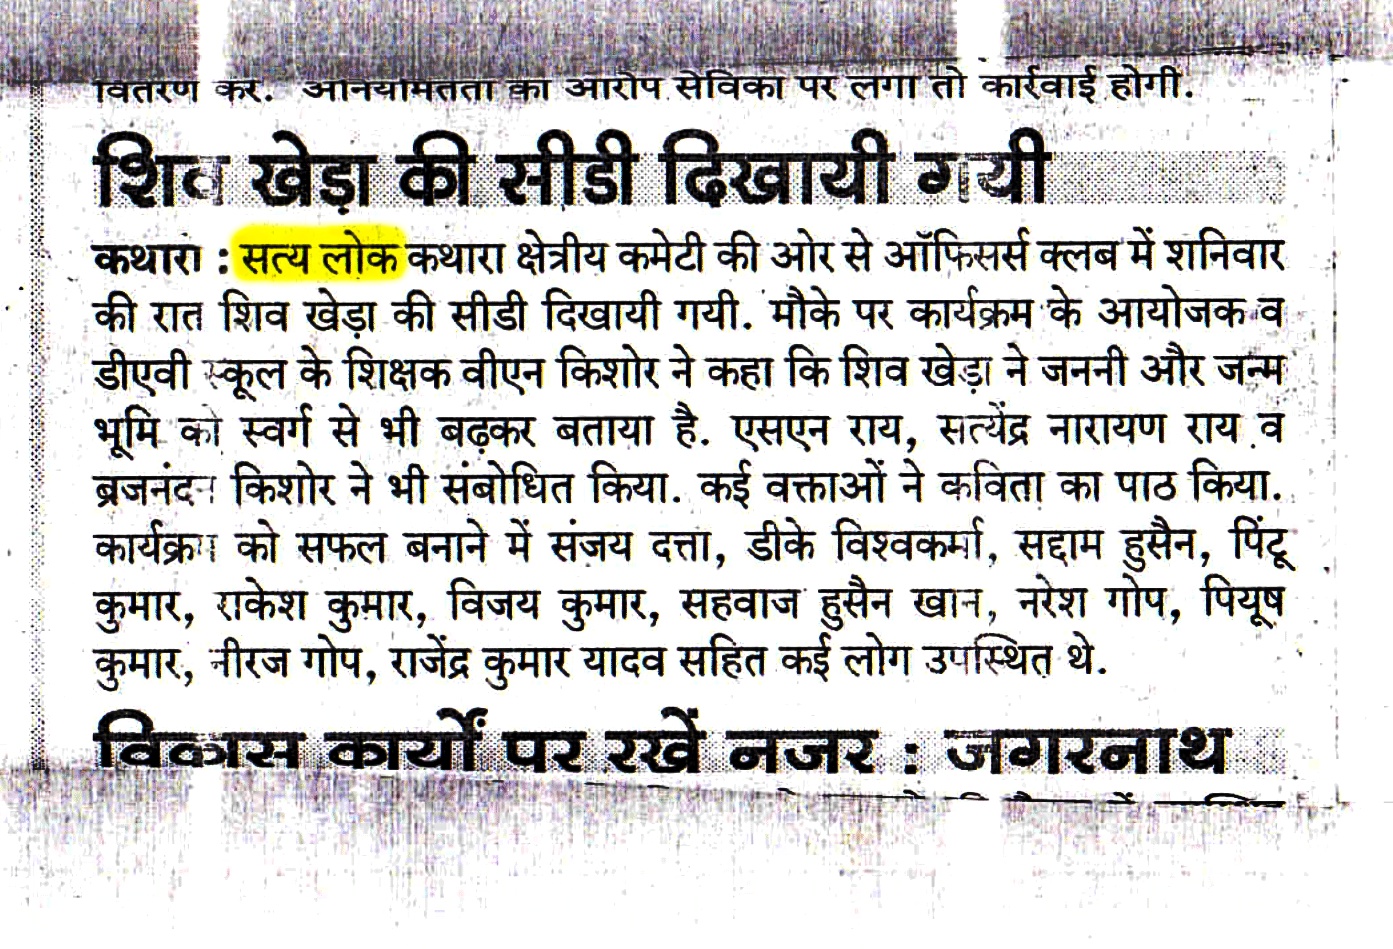 वितरण कर. अनियमितता का आरोप सेविका पर लगा तो कार्रवाई होगी.
शिव खेड़ा की सीडी दिखायी गयी
कथारा : सत्य लोक कथारा क्षेत्रीय कमेटी की ओर से ऑफिसर्स क्लब में शनिवार
की रात शिव खेड़ा की सीडी दिखायी गयी. मौके पर कार्यक्रम के आयोजक व
डीएवी स्कूल के शिक्षक वीएन किशोर ने कहा कि शिव खेड़ा ने जननी और जन्म
भूमि को स्वर्ग से भी बढ़कर बताया है. एसएन राय, सत्येंद्र नारायण राय व
ब्रजनंदन किशोर ने भी संबोधित किया. कई वक्ताओं ने कविता का पाठ किया.
कार्यक्रम को सफल बनाने में संजय दत्ता, डीके विश्वकर्मा, सद्दाम हुसैन, पिंटू
कुमार, राकेश कुमार, विजय कुमार, सहवाज हुसैन खान, नरेश गोप, पियूष
कुमार, नीरज गोप, राजेंद्र कुमार यादव सहित कई लोग उपस्थित थे.
विकास कार्यों पर रखें नजर : जगरनाथ